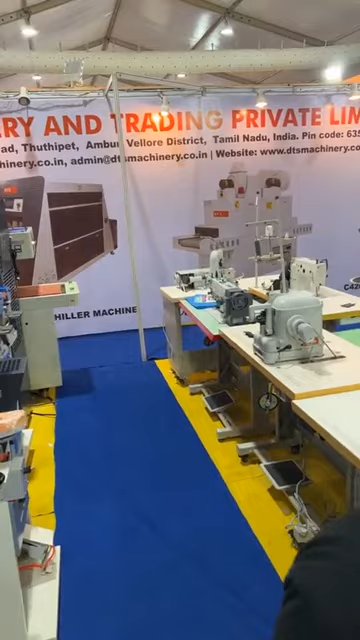 RY AND TRADING PRIVATE LIM
ad, Thuthipet, Ambur, Vellore District, Tamil Nadu, India. Pin code: 635
hinery.co.in, admin@dtsmachinery.co.in | Website: www.dtsmachinery.co
HILLER MACHINE